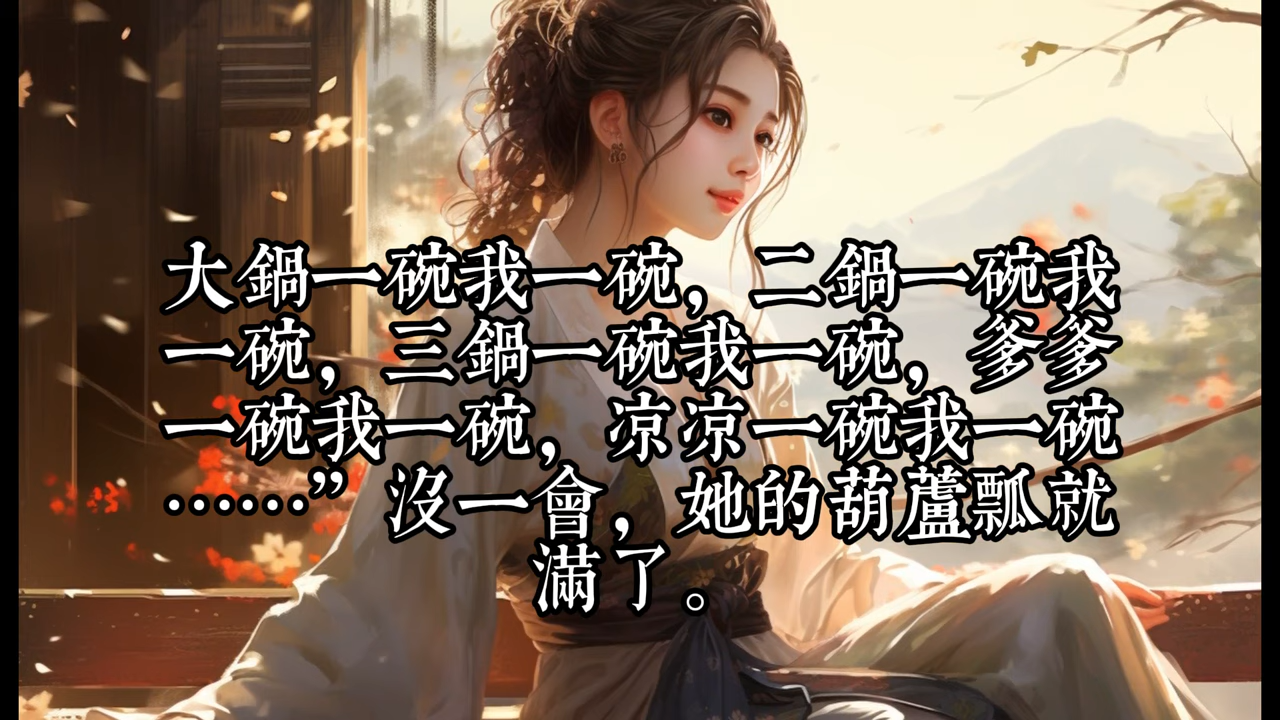 大鍋一碗我一碗，二鍋一碗我
一碗，三鍋一碗我一碗，爹爹
一碗我一碗，凉凉一碗我一碗
……”沒一會，她的葫蘆瓢就
滿了。